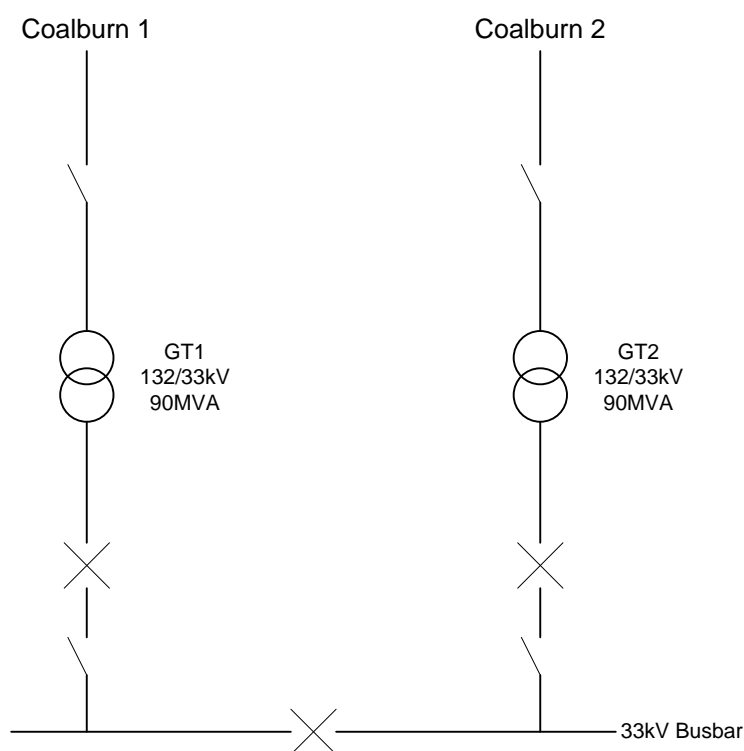 Coalburn 1
Coalburn 2
GT1
132/33kV
90MVA
GT2
132/33kV
90MVA
33kV Busbar